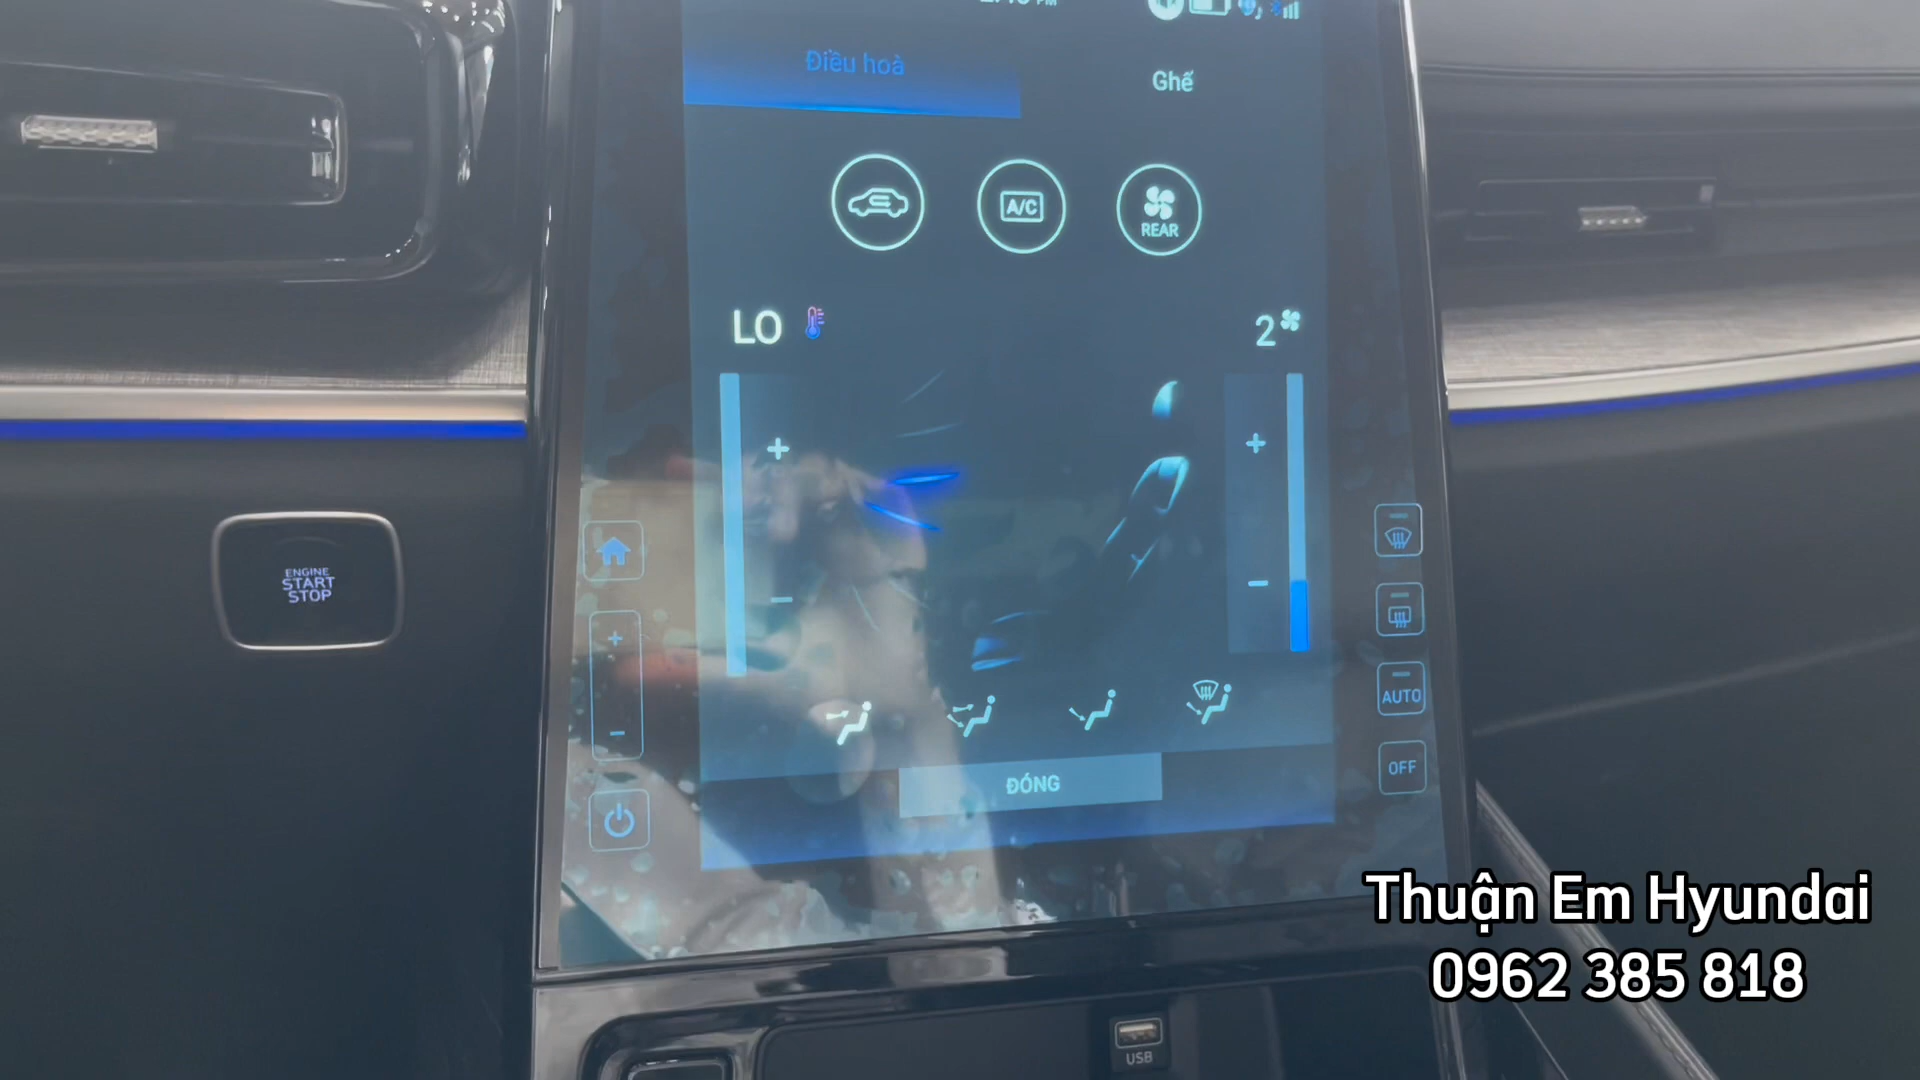 PM
Điều hoà
Ghế
A/C
REAR
LO
2
+
+
-
-
ENGINE
START
STOP
+
-
AUTO
OFF
ĐÓNG
Thuận Em Hyundai
0962 385 818
USB